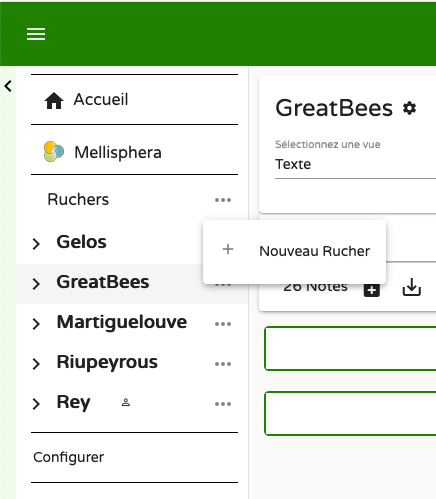 Accueil
Mellisphera
Ruchers
Gelos
GreatBees
Martiguelouve
Riupeyrous
Rey
Configurer
Nouveau Rucher
GreatBees
Sélectionnez une vue
Texte
26 Notes